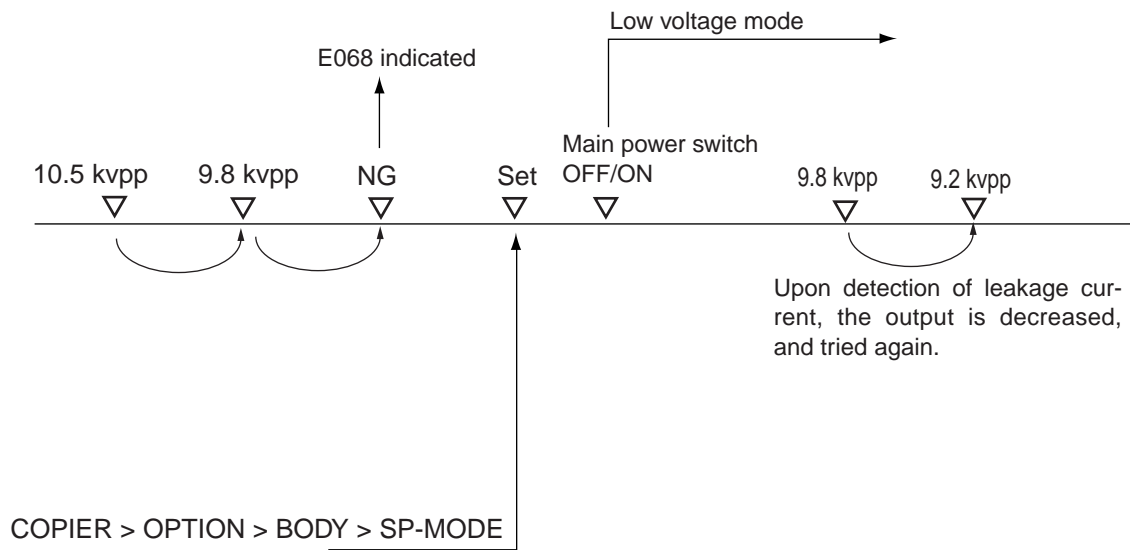 Low voltage mode
E068 indicated
Main power switch
OFF/ON
10.5 kvpp
9.8 kvpp
NG
Set
9.8 kvpp
9.2 kvpp
Upon detection of leakage cur-
rent, the output is decreased,
and tried again.
COPIER > OPTION > BODY > SP-MODE